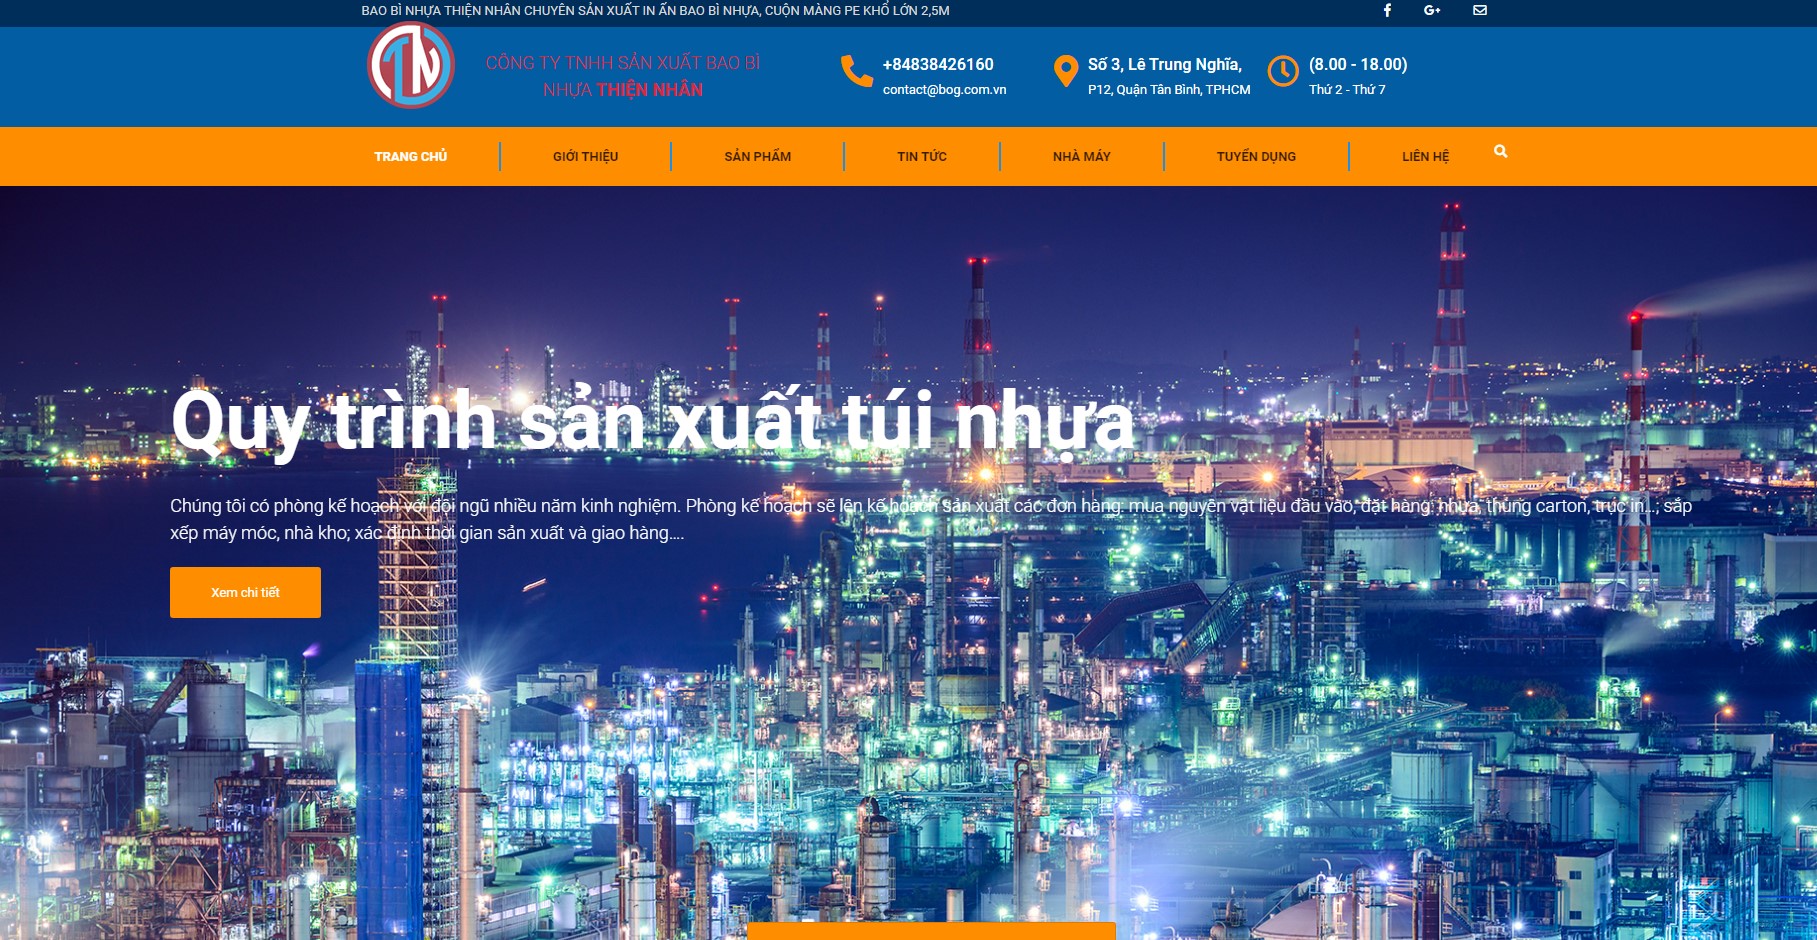 BAO BÌ NHỰA THIỆN NHÂN CHUYÊN SẢN XUẤT IN ẤN BAO BÌ NHỰA, CUỘN MÀNG PE KHỔ LỚN 2,5M
TN
CÔNG TY TNHH SẢN XUẤT BAO BÌ
NHỰA THIỆN NHÂN
+84838426160
contact@bog.com.vn
Số 3, Lê Trung Nghĩa,
P12, Quận Tân Bình, TPHCM
(8.00 - 18.00)
Thứ 2 - Thứ 7
TRANG CHỦ
GIỚI THIỆU
SẢN PHẨM
TIN TỨC
NHÀ MÁY
TUYỂN DỤNG
LIÊN HỆ
Quy trình sản xuất túi nhựa
Chúng tôi có phòng kế hoạch với đội ngũ nhiều năm kinh nghiệm. Phòng kế hoạch sẽ lên kế hoạch sản xuất các đơn hàng: mua nguyên vật liệu đầu vào; đặt hàng: nhựa, thùng carton, trục in...; sắp
xếp máy móc, nhà kho; xác định thời gian sản xuất và giao hàng....
Xem chi tiết